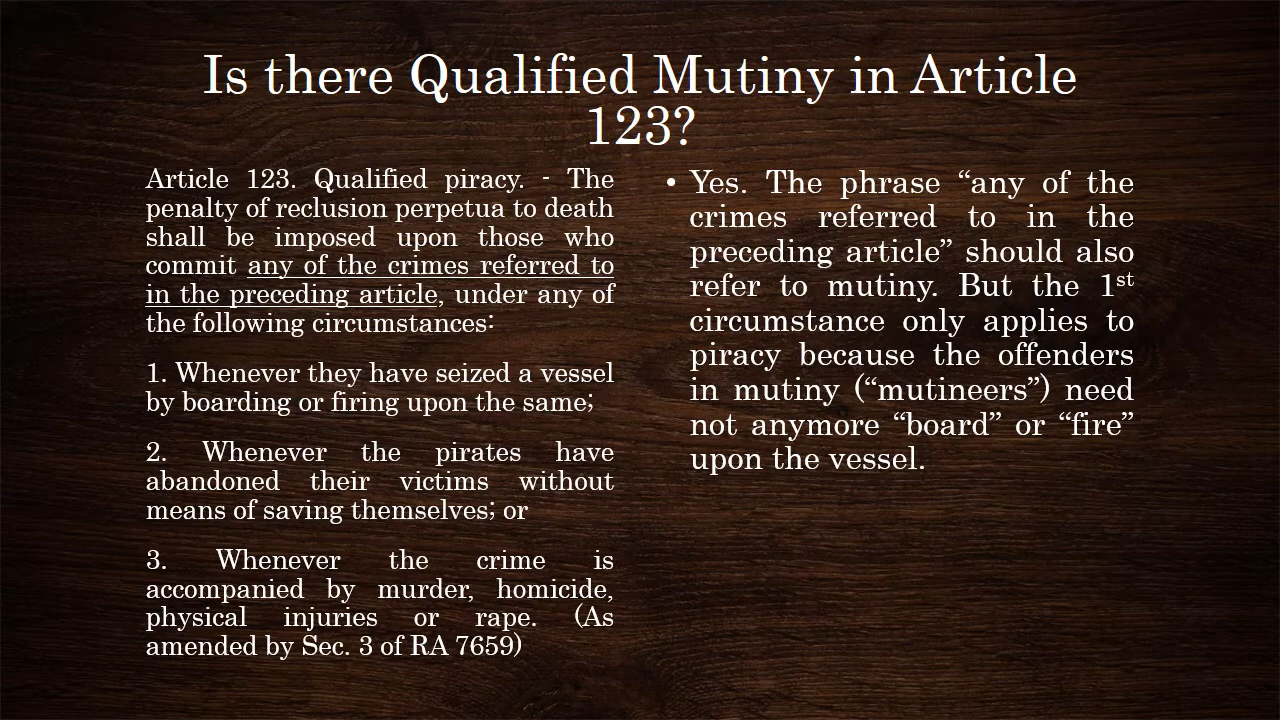 Is there Qualified Mutiny in Article
123?
Article 123. Qualified piracy. - The
penalty of reclusion perpetua to death
shall be imposed upon those who
commit any of the crimes referred to
in the preceding article, under any of
the following circumstances:
1. Whenever they have seized a vessel
by boarding or firing upon the same;
2. Whenever the pirates have
abandoned their victims without
means of saving themselves; or
3. Whenever the crime is
accompanied by murder, homicide,
physical injuries or rape. (As
amended by Sec. 3 of RA 7659)
• Yes. The phrase “any of the
crimes referred to in the
preceding article” should also
refer to mutiny. But the 1st
circumstance only applies to
piracy because the offenders
in mutiny (“mutineers”) need
not anymore “board” or “fire”
upon the vessel.